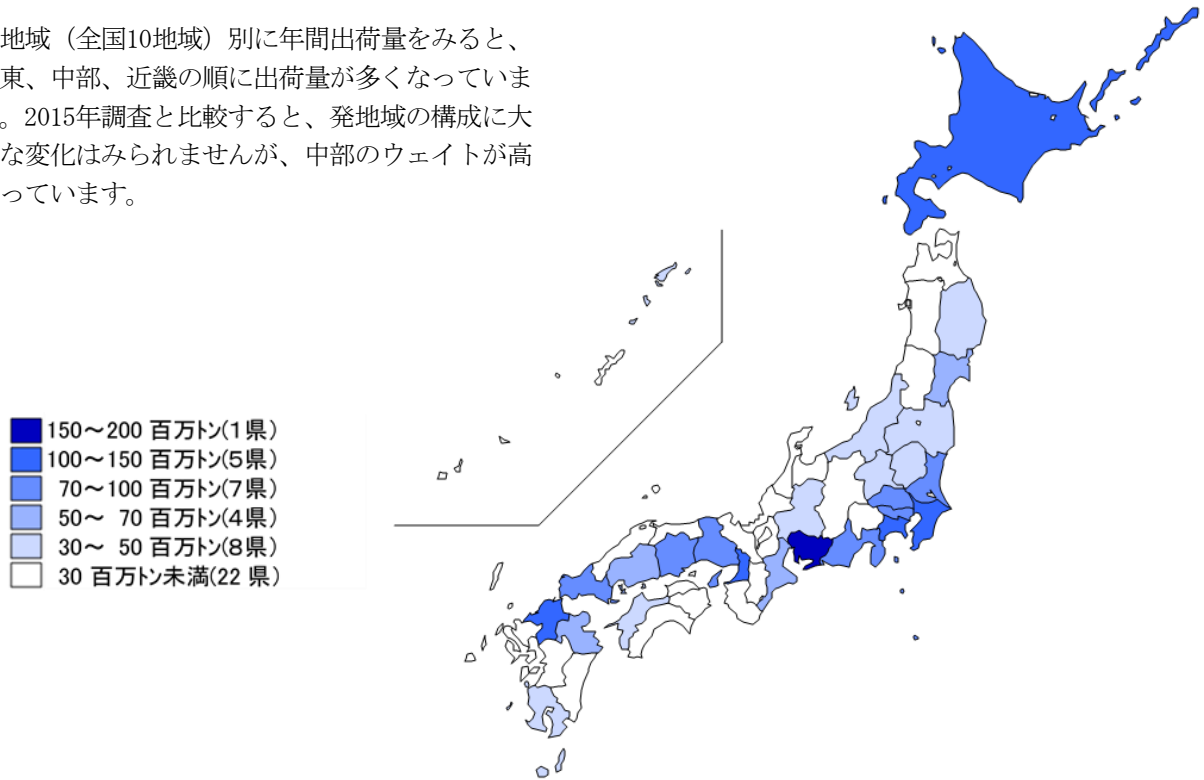 地域（全国10地域）別に年間出荷量をみると、
東、中部、近畿の順に出荷量が多くなっていま
。2015年調査と比較すると、発地域の構成に大
な変化はみられませんが、中部のウェイトが高
っています。
150～200 百万トン(1県)
100～150 百万トン(5県)
70～100 百万トン(7県)
50～ 70 百万トン(4県)
30～ 50 百万トン(8県)
30 百万トン未満(22 県)